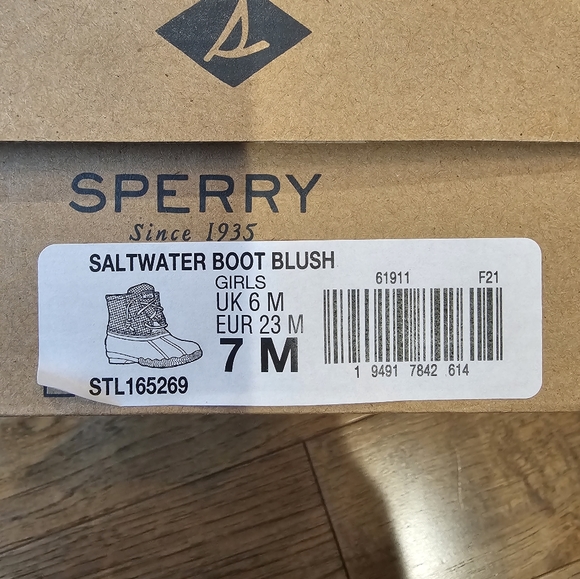 SPERRY
Since 1935
SALTWATER BOOT BLUSH
GIRLS
UK 6 M
EUR 23 M
7 M
STL165269
61911 F21
1 9491 7842 614